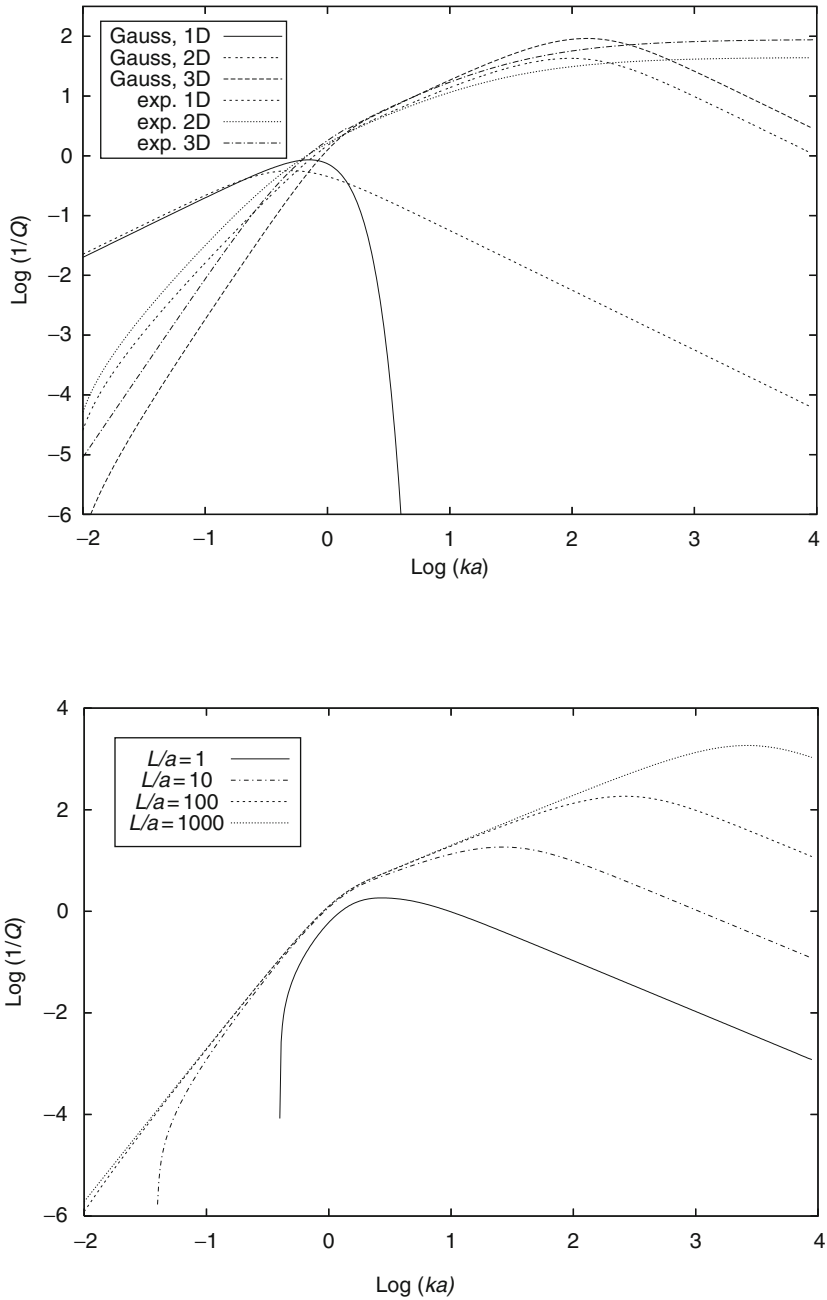 2
Gauss, 1D
Gauss, 2D
Gauss, 3D
exp. 1D
exp. 2D
exp. 3D
1
0
−1
−2
−3
−4
−5
−6
Log (1/Q)
−2 −1 0 1 2 3 4
Log (ka)
4
L/a = 1
L/a = 10
L/a = 100
L/a = 1000
2
0
−2
−4
−6
Log (1/Q)
−2 −1 0 1 2 3 4
Log (ka)